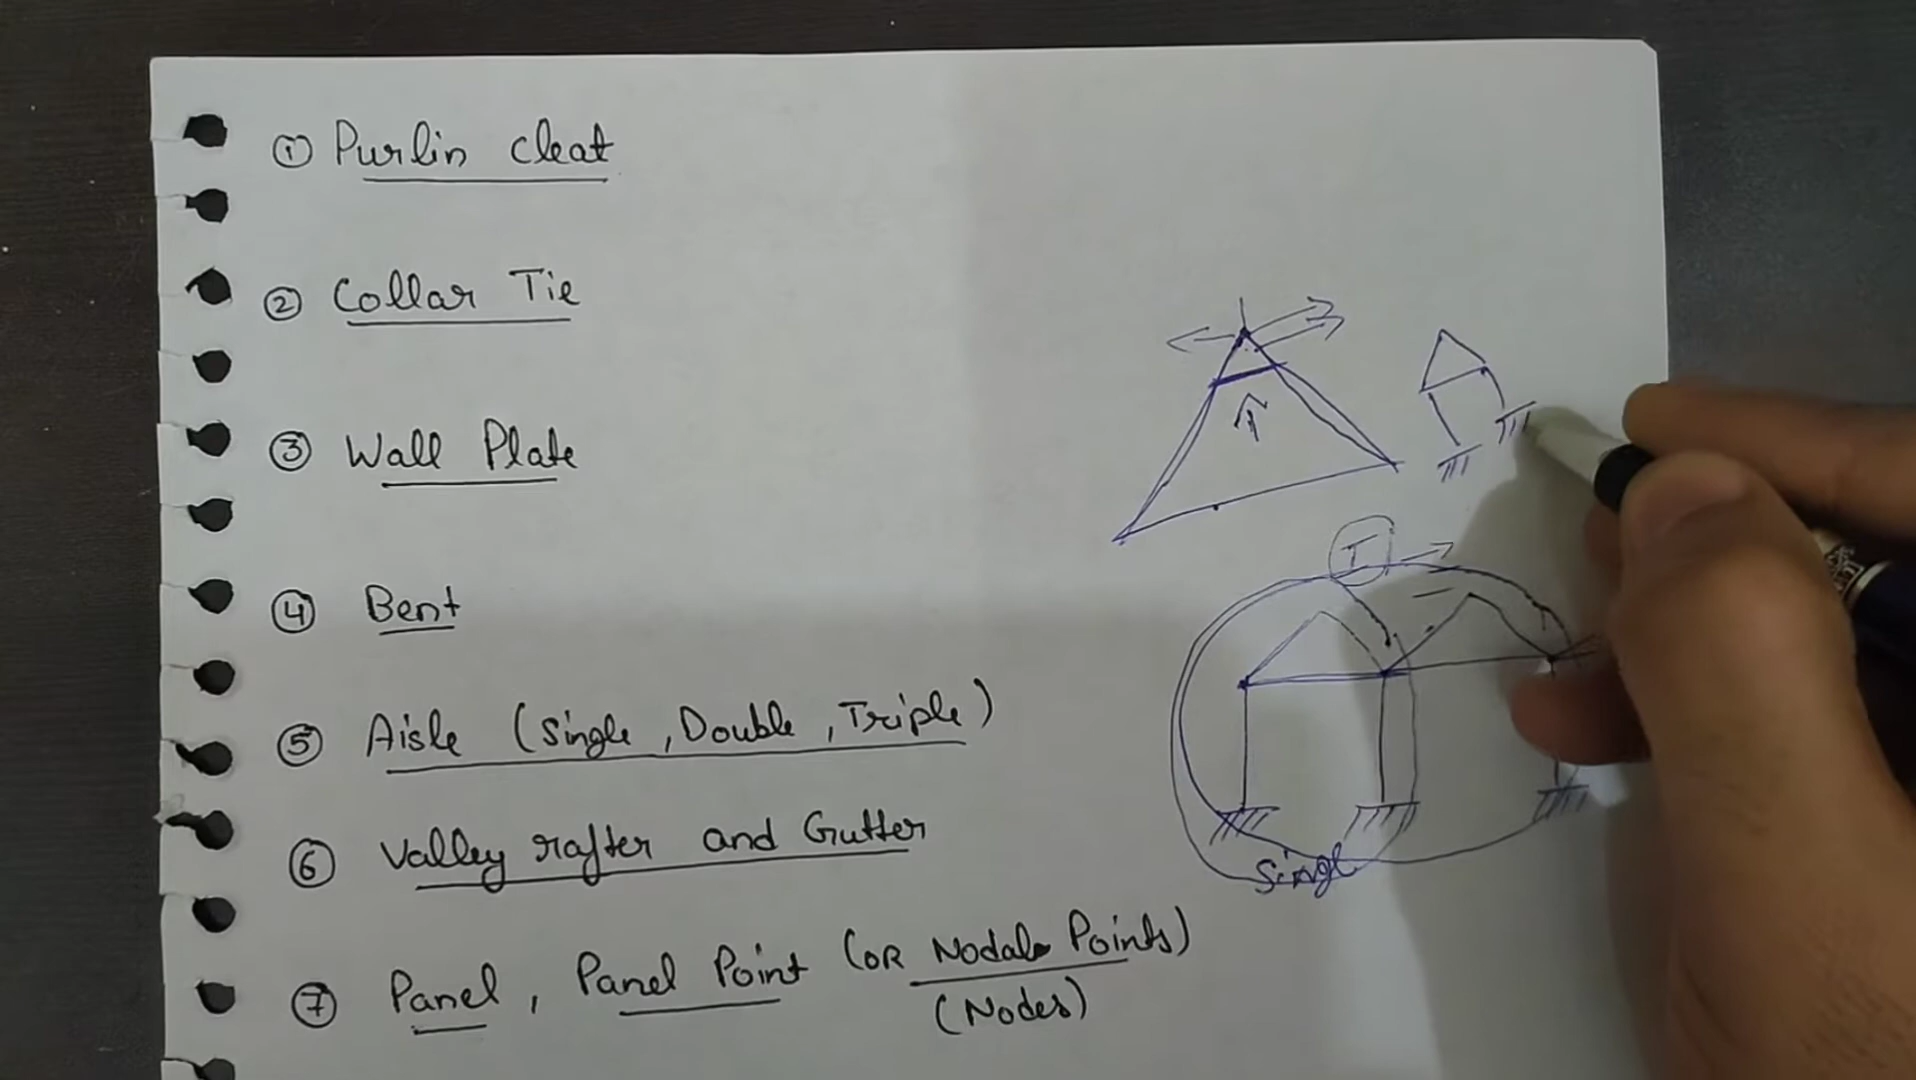 ① Purlin cleat
② Collar Tie
③ Wall Plate
④ Bent
⑤ Aisle (Single, Double, Triple)
⑥ Valley rafter and Gutter
⑦ Panel, Panel Point (OR Nodal Points)
(Nodes)
I
Singl